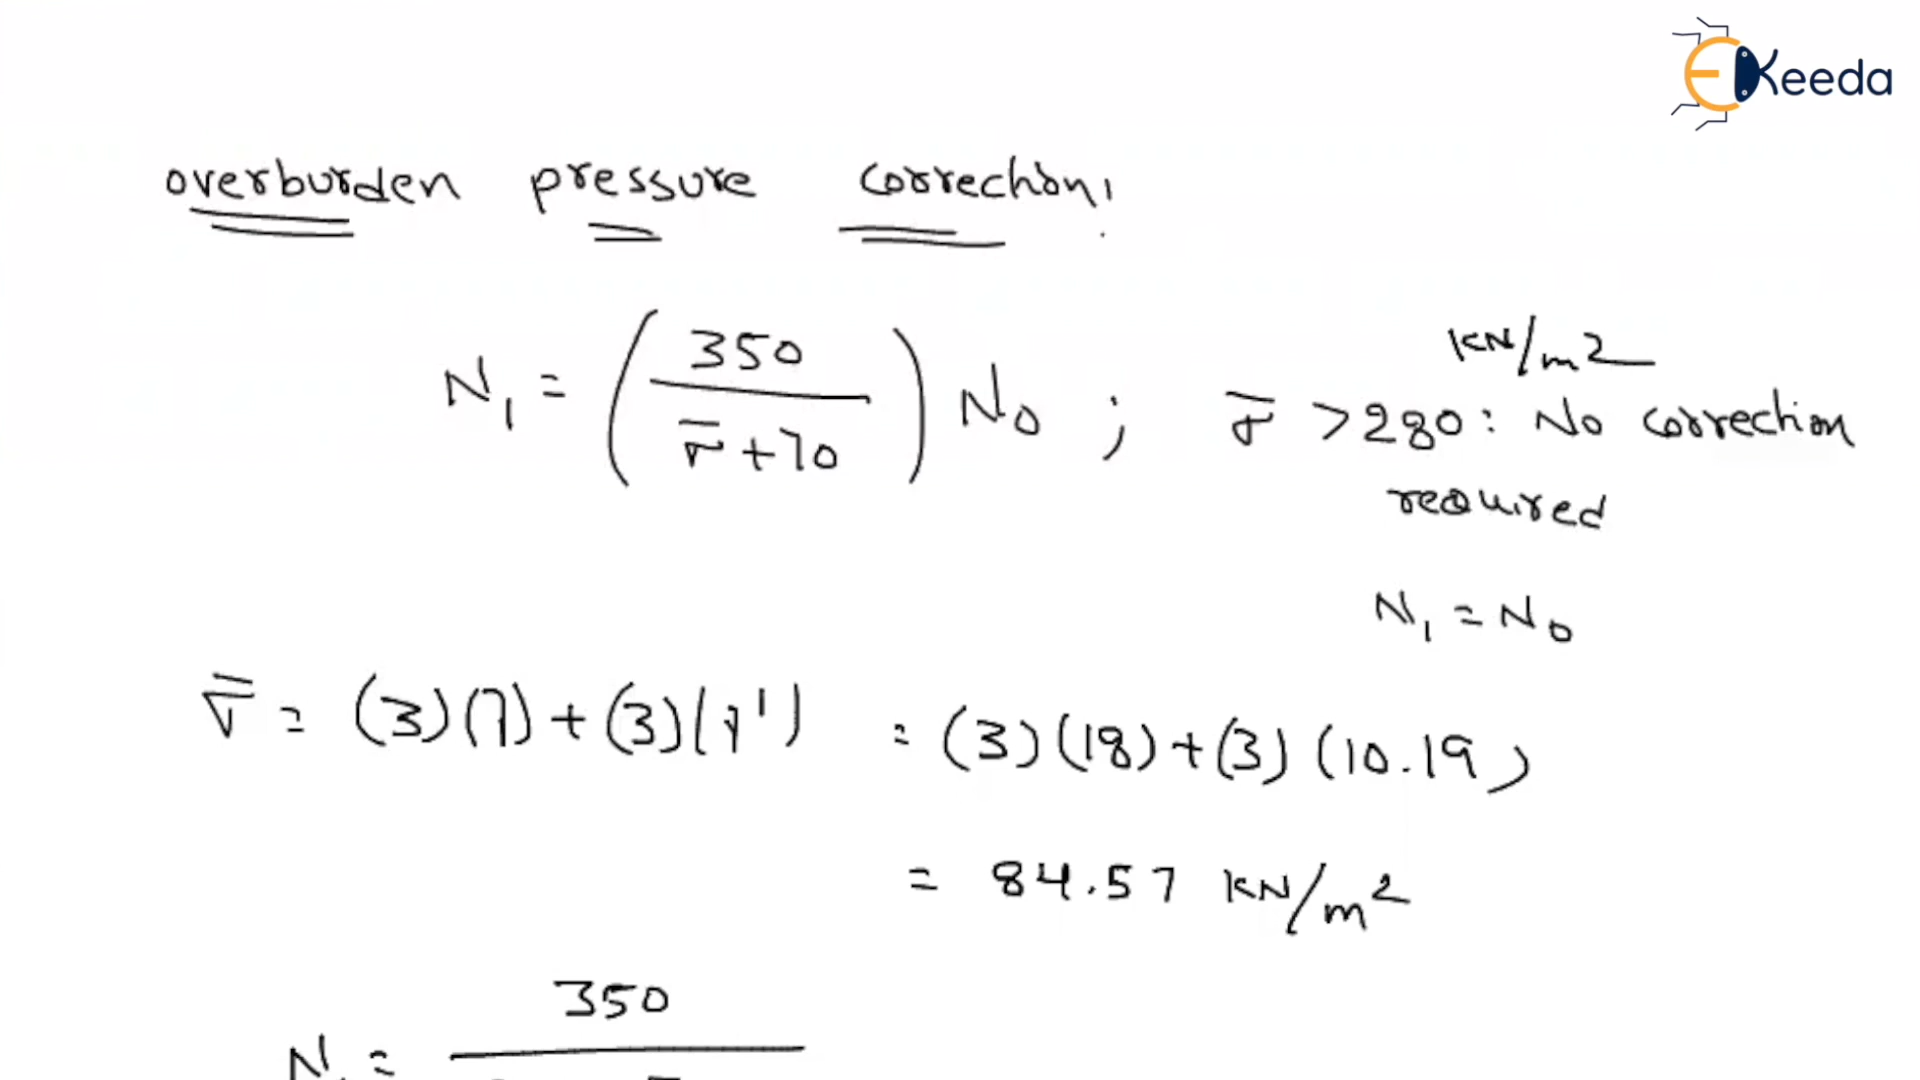 EKeeda
overburden pressure correction:
N₁ = (350 / (σ̄ + 70)) N₀ ; σ̄ > 280 : No correction required
kN/m²
N₁ = N₀
σ̄ = (3)(γ) + (3)(γ') = (3)(18) + (3)(10.19)
= 84.57 kN/m²
350
N₁ =